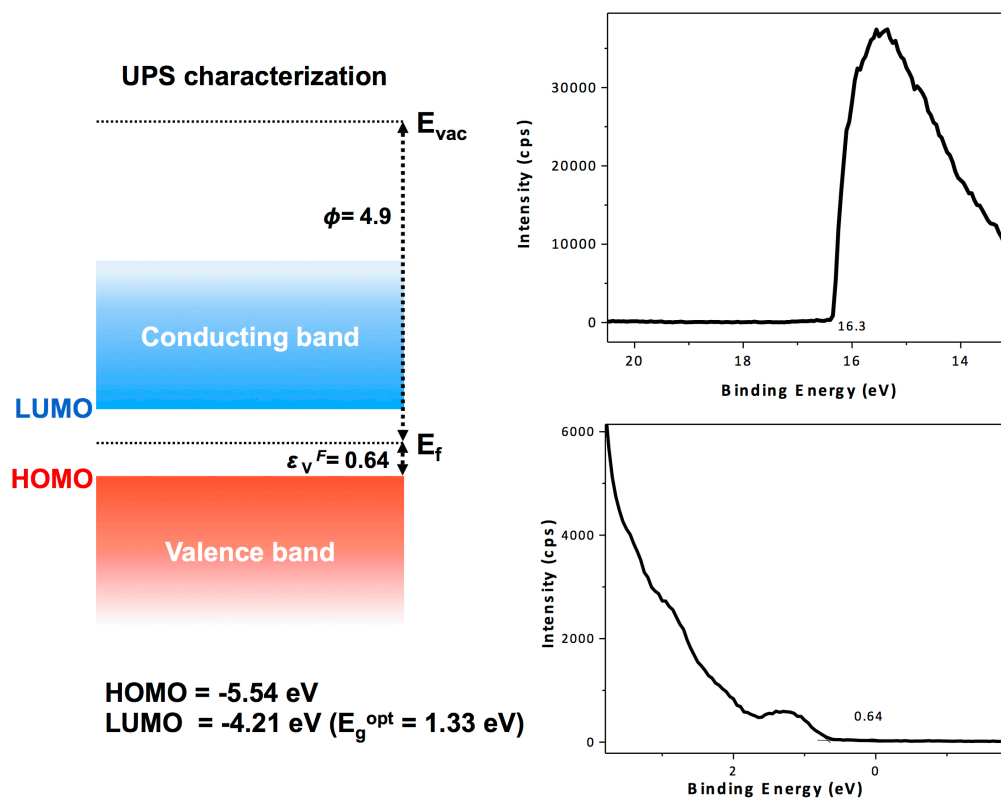 UPS characterization
E_vac
ϕ= 4.9
Conducting band
LUMO
E_f
ε_V^F= 0.64
HOMO
Valence band
HOMO = -5.54 eV
LUMO = -4.21 eV (E_g^opt = 1.33 eV)
Intensity (cps)
30000
20000
10000
0
16.3
20
18
16
14
Binding Energy (eV)
Intensity (cps)
6000
4000
2000
0
0.64
2
0
Binding Energy (eV)